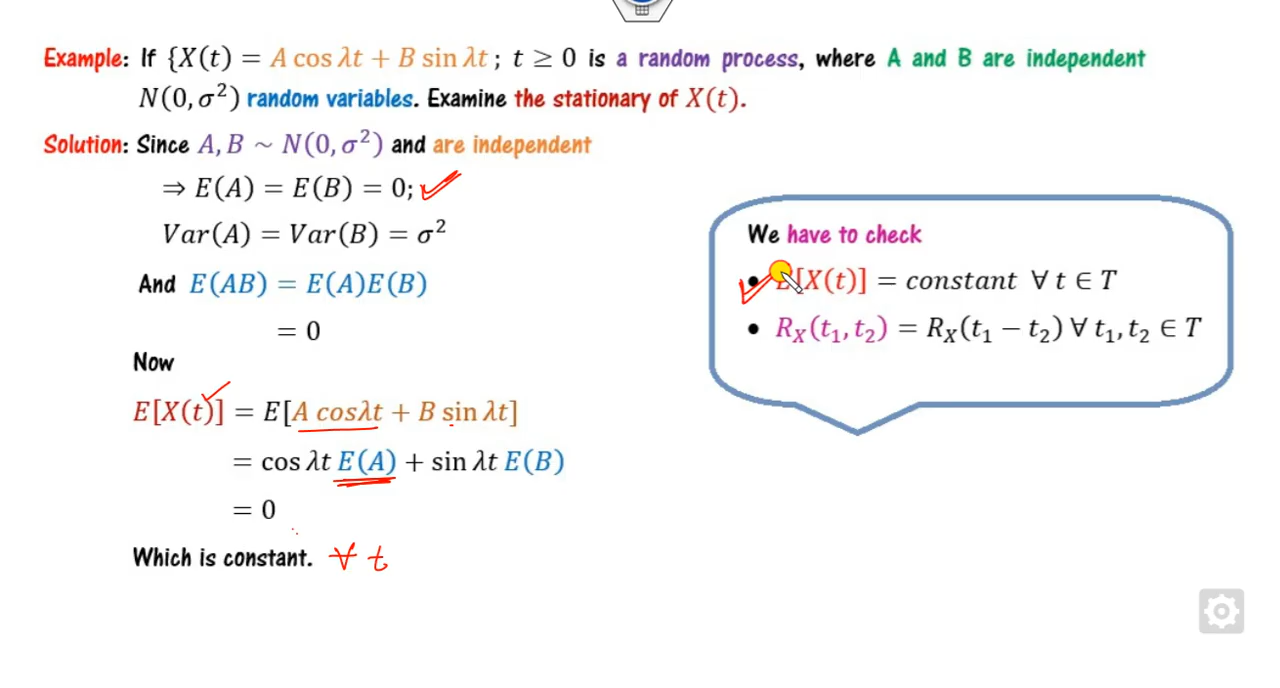 Example: If {X(t) = A cos λt + B sin λt ; t ≥ 0 is a random process, where A and B are independent
N(0, σ²) random variables. Examine the stationary of X(t).
Solution: Since A, B ~ N(0, σ²) and are independent
⇒ E(A) = E(B) = 0;
Var(A) = Var(B) = σ²
And E(AB) = E(A)E(B)
= 0
Now
E[X(t)] = E[A cosλt + B sin λt]
= cos λt E(A) + sin λt E(B)
= 0
Which is constant. ∀ t
We have to check
• E[X(t)] = constant ∀ t ∈ T
• R_X(t₁, t₂) = R_X(t₁ − t₂) ∀ t₁, t₂ ∈ T